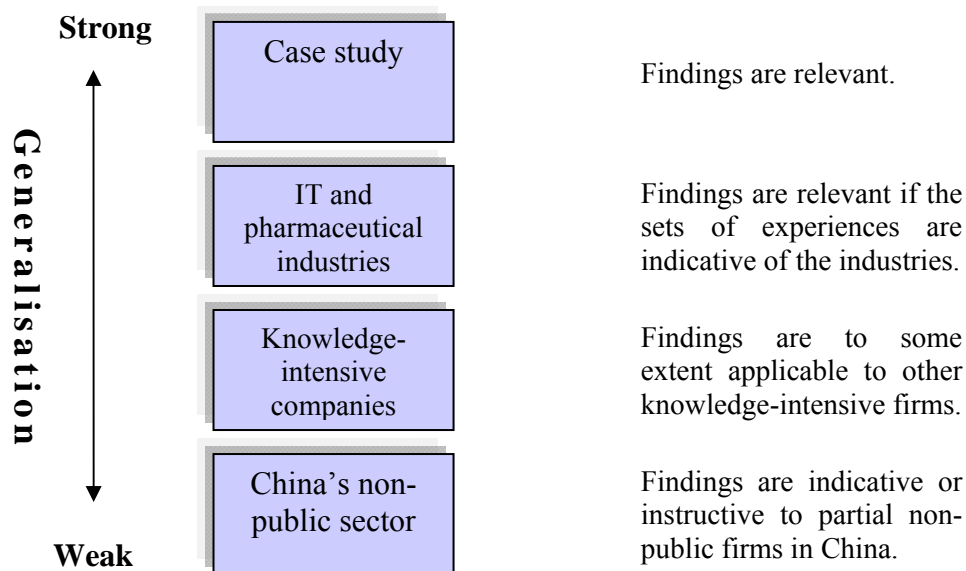 Strong
Case study
Findings are relevant.
Generalisation
IT and
pharmaceutical
industries
Findings are relevant if the
sets of experiences are
indicative of the industries.
Knowledge-
intensive
companies
Findings are to some
extent applicable to other
knowledge-intensive firms.
China’s non-
public sector
Findings are indicative or
instructive to partial non-
public firms in China.
Weak